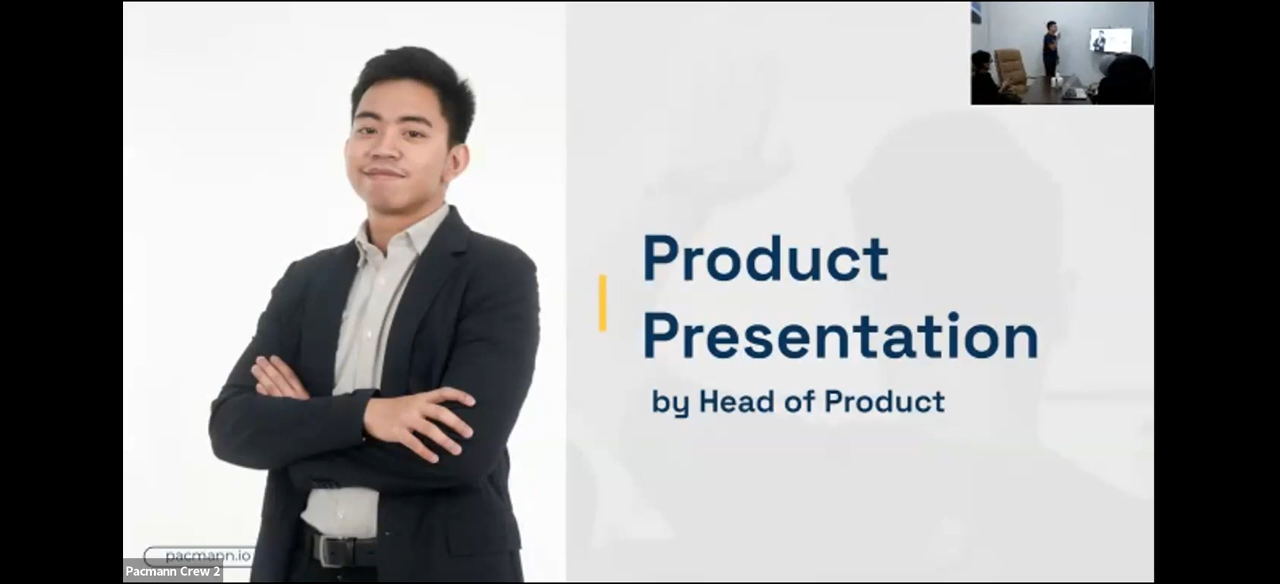 Product
Presentation
by Head of Product
pacmann.io
Pacmann Crew 2